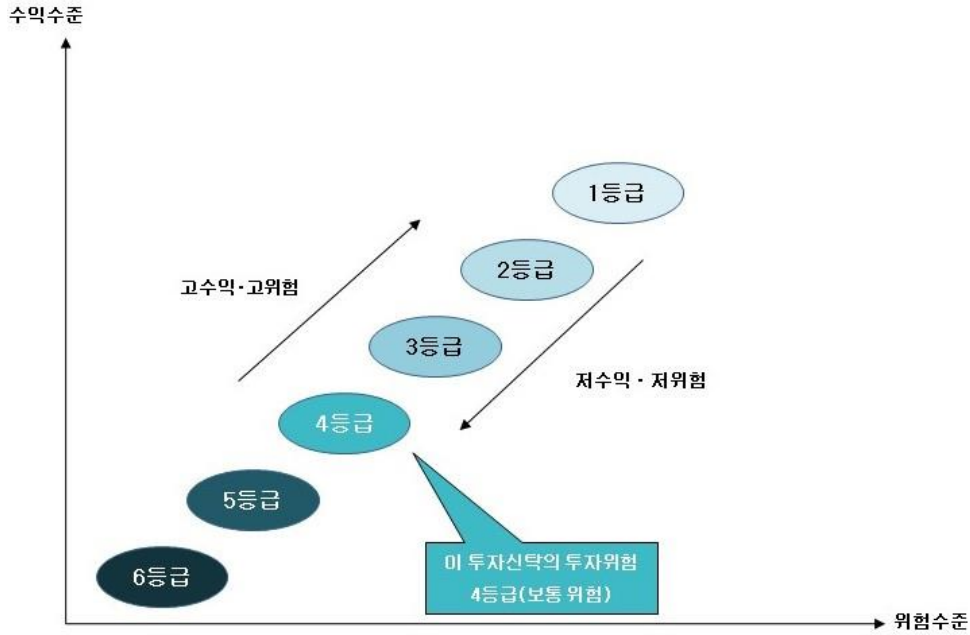 수익수준
1등급
2등급
고수익·고위험
3등급
저수익 · 저위험
4등급
5등급
이 투자신탁의 투자위험
4등급(보통 위험)
6등급
위험수준